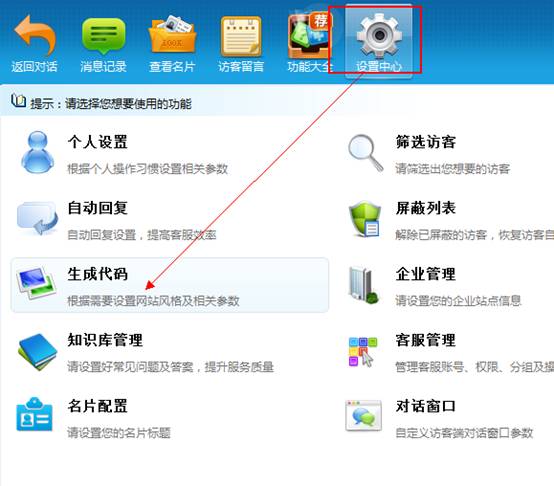 荐
返回对话 消息记录 查看名片 访客留言 功能大全 设置中心
提示：请选择您想要使用的功能
个人设置
根据个人操作习惯设置相关参数
筛选访客
请筛选出您想要的访客
自动回复
自动回复设置，提高客服效率
屏蔽列表
解除已屏蔽的访客，恢复访客自
生成代码
根据需要设置网站风格及相关参数
企业管理
请设置您的企业站点信息
知识库管理
请设置好常见问题及答案，提升服务质量
客服管理
管理客服账号、权限、分组及
名片配置
请设置您的名片标题
对话窗口
自定义访客端对话窗口参数